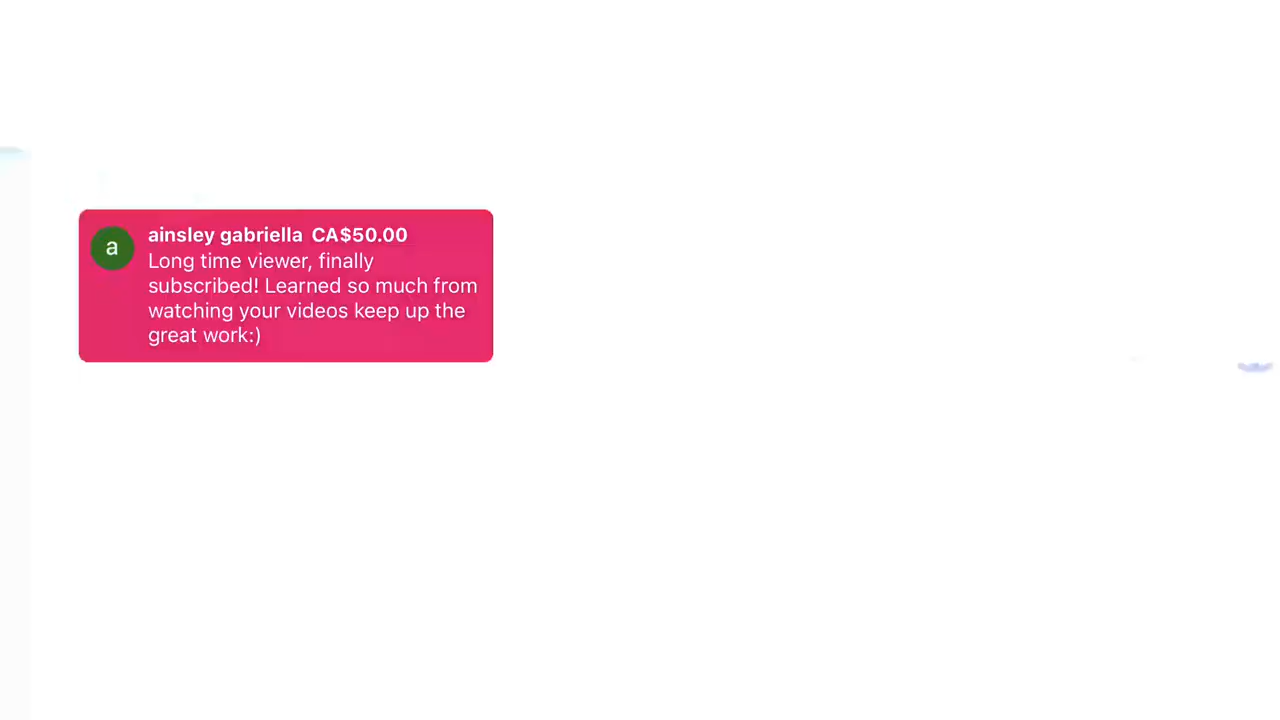 a
ainsley gabriella CA$50.00
Long time viewer, finally
subscribed! Learned so much from
watching your videos keep up the
great work:)